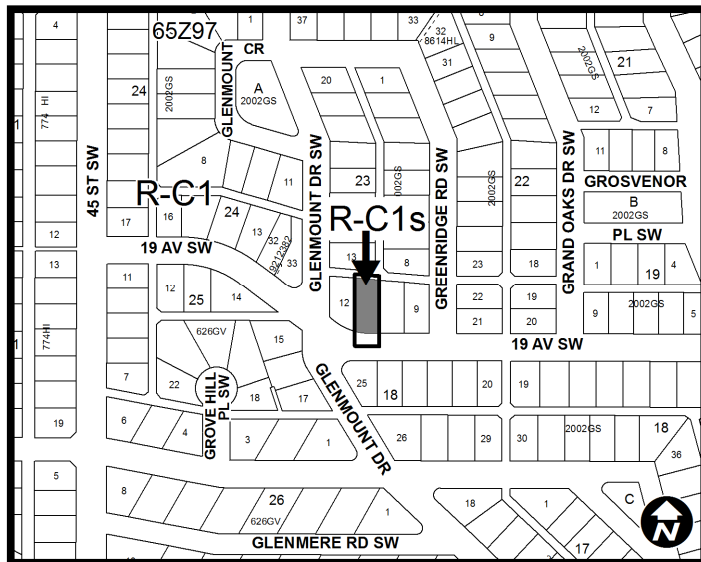 4
65Z97
1
37
33
32
8614HL
CR
9
31
GLENMOUNT
A
2002GS
2002GS
21
20
1
24
2002GS
2002GS
774 HI
12
7
45 ST SW
8
11
GLENMOUNT DR SW
23
2002GS
GREENRIDGE RD SW
2002GS
22
GRAND OAKS DR SW
11
8
GROSVENOR
B
2002GS
PL SW
R-C1
R-C1s
17
16
24
13
32
33
9212382
12
19 AV SW
13
8
23
18
1
19
4
13
11
12
25
14
12
9
22
19
21
20
9
2002GS
5
774HI
1
626GV
15
19 AV SW
7
22
18
17
GROVE HILL
PL SW
GLENMOUNT DR
25
18
20
19
19
6
4
3
1
26
29
30
2002GS
18
36
5
8
26
626GV
1
18
1
C
17
N
GLENMERE RD SW